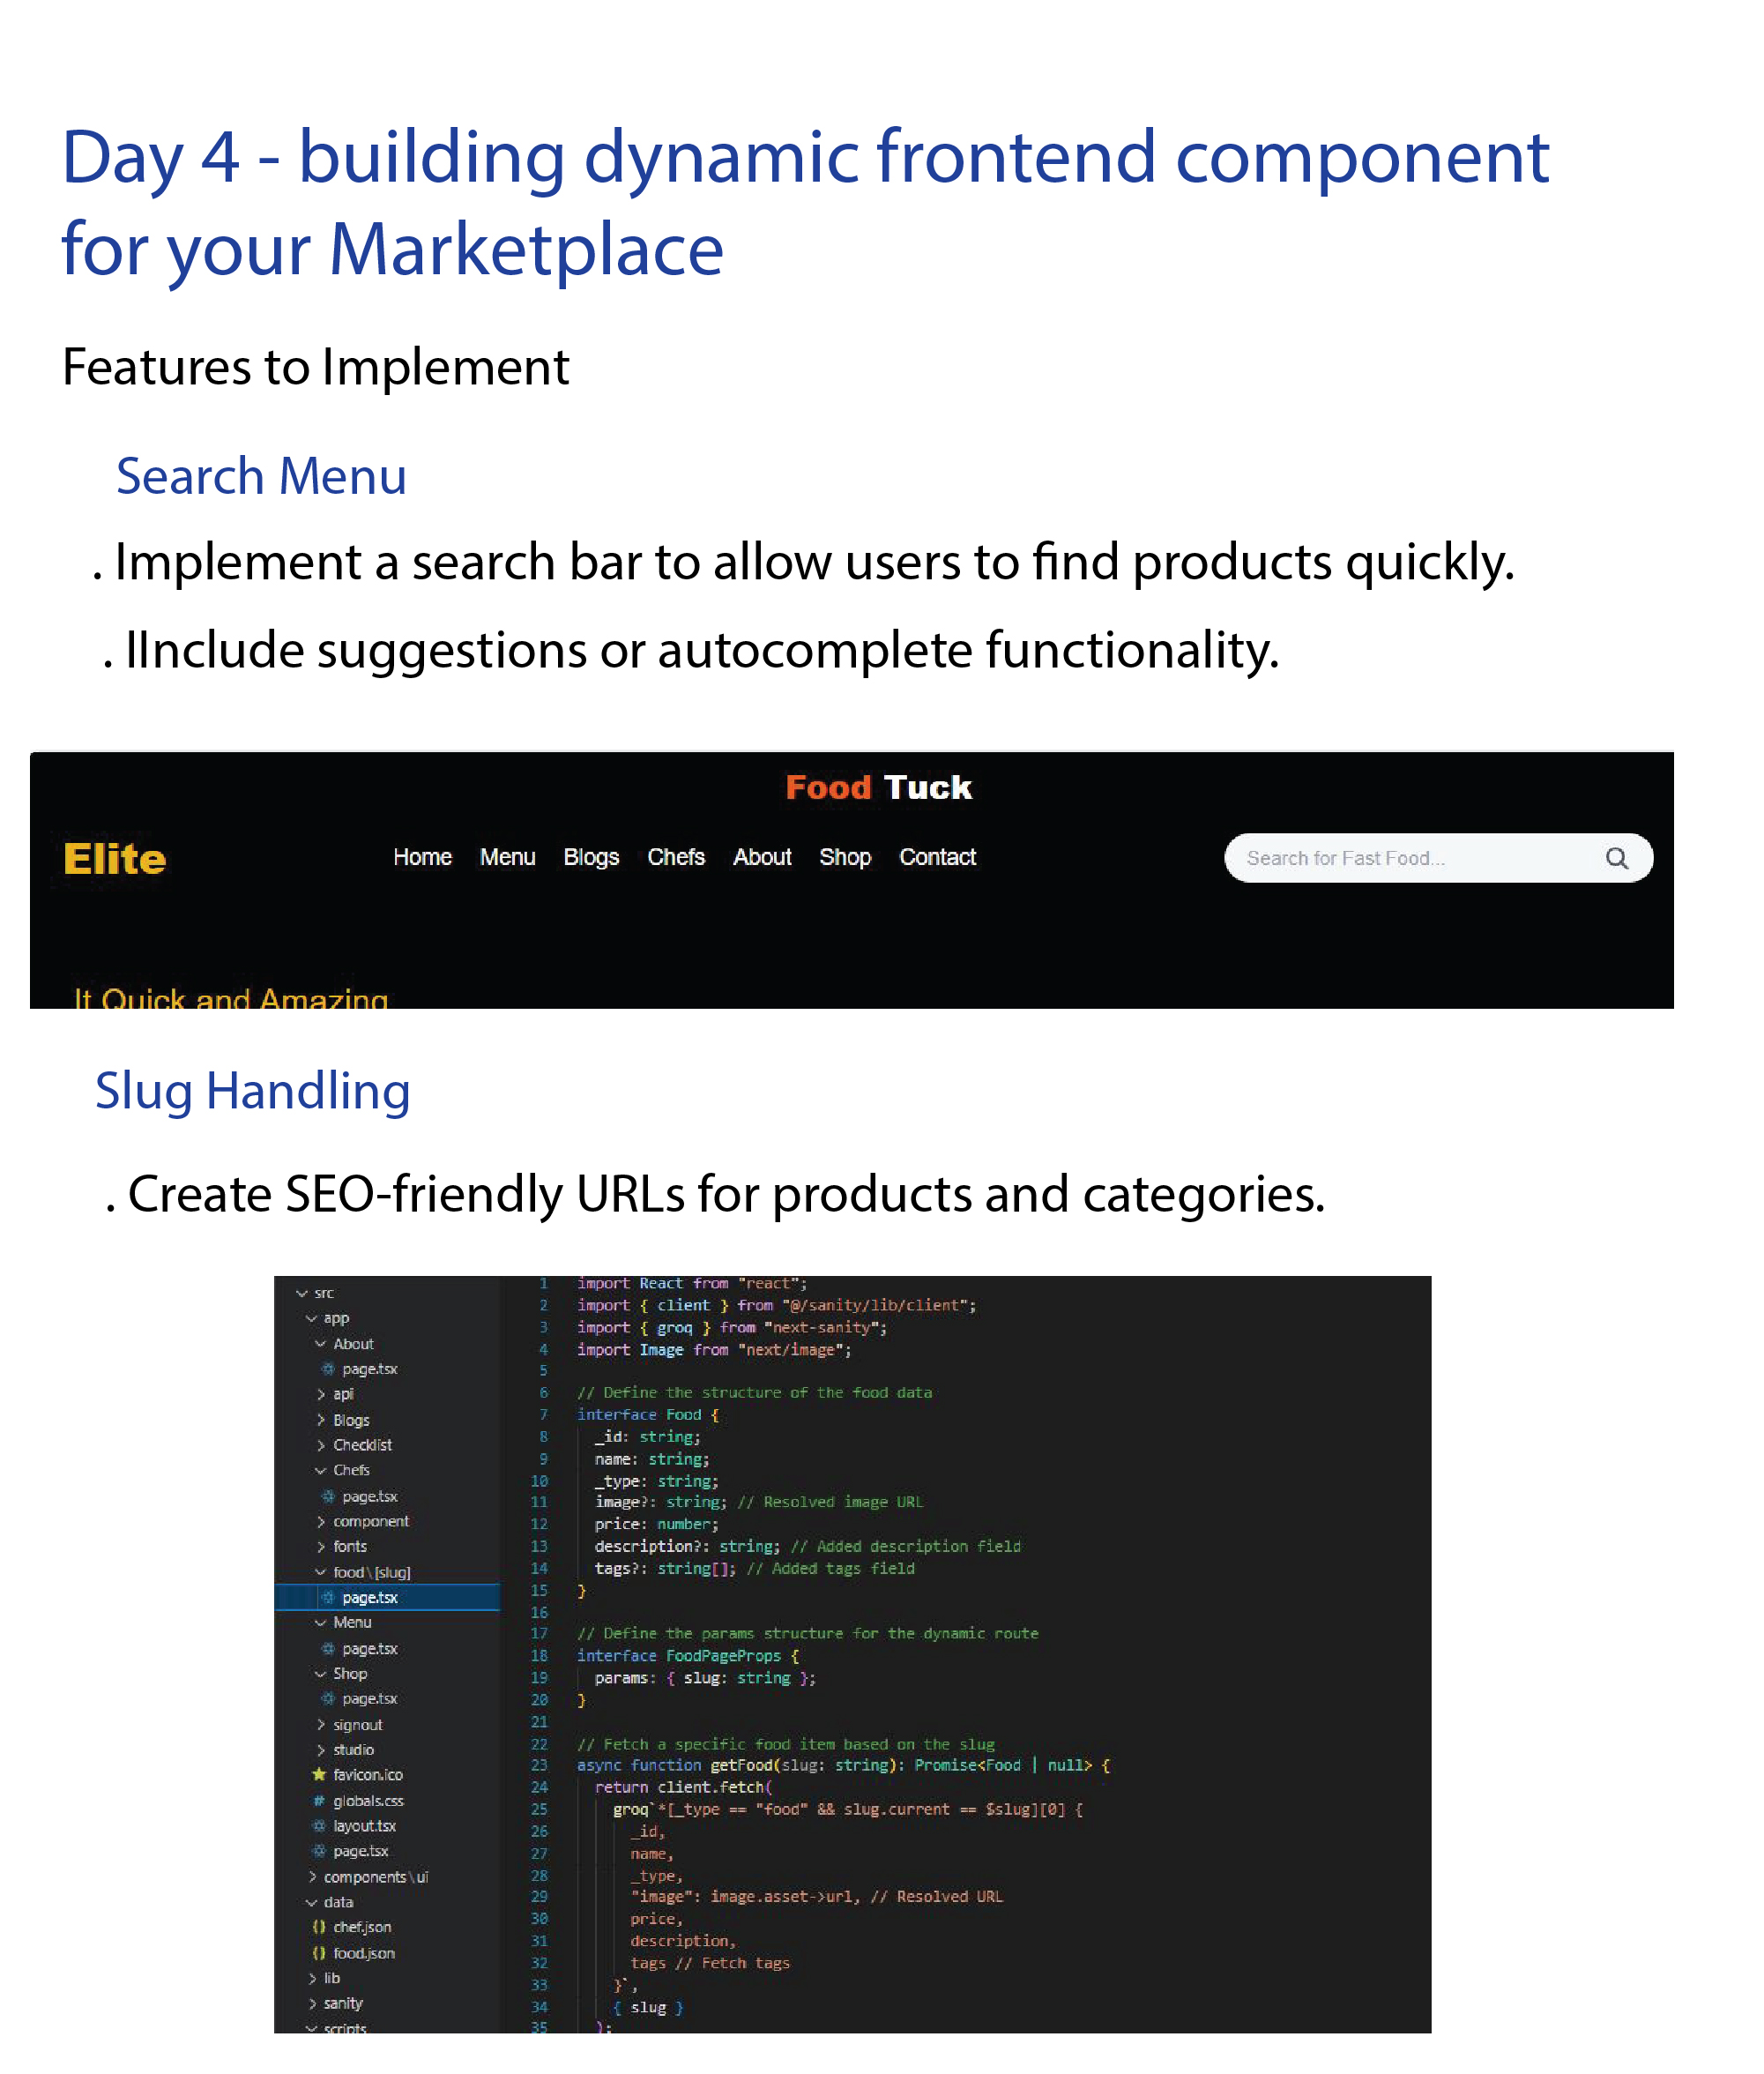 Day 4 - building dynamic frontend component
for your Marketplace
Features to Implement
Search Menu
. Implement a search bar to allow users to find products quickly.
. IInclude suggestions or autocomplete functionality.
Food Tuck
Elite
Home Menu Blogs Chefs About Shop Contact
Search for Fast Food...
It Quick and Amazing
Slug Handling
. Create SEO-friendly URLs for products and categories.
src
app
About
page.tsx
api
Blogs
Checklist
Chefs
page.tsx
component
fonts
food\[slug]
page.tsx
Menu
page.tsx
Shop
page.tsx
signout
studio
favicon.ico
globals.css
layout.tsx
page.tsx
components\ui
data
chef.json
food.json
lib
sanity
scripts
1 import React from "react";
2 import { client } from "@/sanity/lib/client";
3 import { groq } from "next-sanity";
4 import Image from "next/image";
5
6 // Define the structure of the food data
7 interface Food {
8 _id: string;
9 name: string;
10 _type: string;
11 image?: string; // Resolved image URL
12 price: number;
13 description?: string; // Added description field
14 tags?: string[]; // Added tags field
15 }
16
17 // Define the params structure for the dynamic route
18 interface FoodPageProps {
19 params: { slug: string };
20 }
21
22 // Fetch a specific food item based on the slug
23 async function getFood(slug: string): Promise<Food | null> {
24 return client.fetch(
25 groq`*[_type == "food" && slug.current == $slug][0] {
26 _id,
27 name,
28 _type,
29 "image": image.asset->url, // Resolved URL
30 price,
31 description,
32 tags // Fetch tags
33 }`,
34 { slug }
35 );